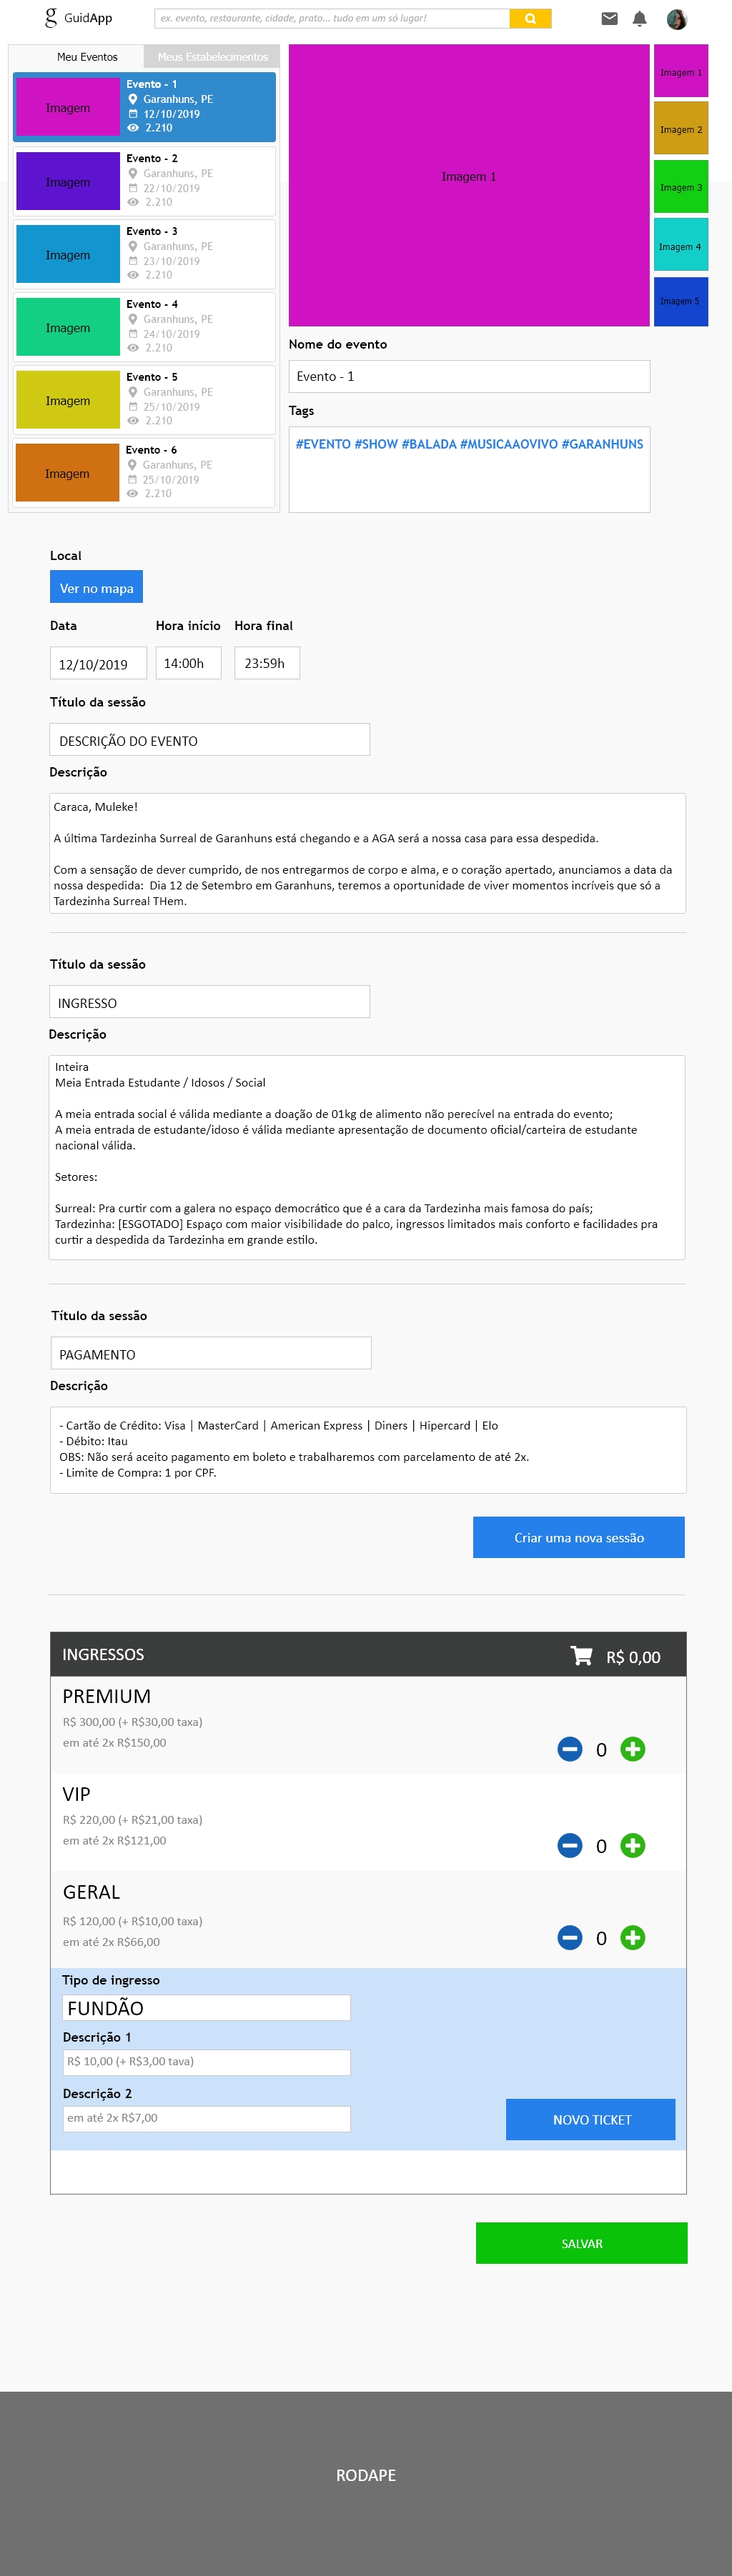 g GuidApp
ex. evento, restaurante, cidade, prato... tudo em um só lugar!
Meu Eventos
Meus Estabelecimentos
Imagem
Evento - 1
Garanhuns, PE
12/10/2019
2.210
Imagem
Evento - 2
Garanhuns, PE
22/10/2019
2.210
Imagem
Evento - 3
Garanhuns, PE
23/10/2019
2.210
Imagem
Evento - 4
Garanhuns, PE
24/10/2019
2.210
Imagem
Evento - 5
Garanhuns, PE
25/10/2019
2.210
Imagem
Evento - 6
Garanhuns, PE
25/10/2019
2.210
Imagem 1
Imagem 1
Imagem 2
Imagem 3
Imagem 4
Imagem 5
Nome do evento
Evento - 1
Tags
#EVENTO #SHOW #BALADA #MUSICAAOVIVO #GARANHUNS
Local
Ver no mapa
Data
Hora início
Hora final
12/10/2019
14:00h
23:59h
Título da sessão
DESCRIÇÃO DO EVENTO
Descrição
Caraca, Muleke!
A última Tardezinha Surreal de Garanhuns está chegando e a AGA será a nossa casa para essa despedida.
Com a sensação de dever cumprido, de nos entregarmos de corpo e alma, e o coração apertado, anunciamos a data da
nossa despedida: Dia 12 de Setembro em Garanhuns, teremos a oportunidade de viver momentos incríveis que só a
Tardezinha Surreal THem.
Título da sessão
INGRESSO
Descrição
Inteira
Meia Entrada Estudante / Idosos / Social
A meia entrada social é válida mediante a doação de 01kg de alimento não perecível na entrada do evento;
A meia entrada de estudante/idoso é válida mediante apresentação de documento oficial/carteira de estudante
nacional válida.
Setores:
Surreal: Pra curtir com a galera no espaço democrático que é a cara da Tardezinha mais famosa do país;
Tardezinha: [ESGOTADO] Espaço com maior visibilidade do palco, ingressos limitados mais conforto e facilidades pra
curtir a despedida da Tardezinha em grande estilo.
Título da sessão
PAGAMENTO
Descrição
- Cartão de Crédito: Visa | MasterCard | American Express | Diners | Hipercard | Elo
- Débito: Itau
OBS: Não será aceito pagamento em boleto e trabalharemos com parcelamento de até 2x.
- Limite de Compra: 1 por CPF.
Criar uma nova sessão
INGRESSOS
R$ 0,00
PREMIUM
R$ 300,00 (+ R$30,00 taxa)
em até 2x R$150,00
0
VIP
R$ 220,00 (+ R$21,00 taxa)
em até 2x R$121,00
0
GERAL
R$ 120,00 (+ R$10,00 taxa)
em até 2x R$66,00
0
Tipo de ingresso
FUNDÃO
Descrição 1
R$ 10,00 (+ R$3,00 tava)
Descrição 2
em até 2x R$7,00
NOVO TICKET
SALVAR
RODAPE